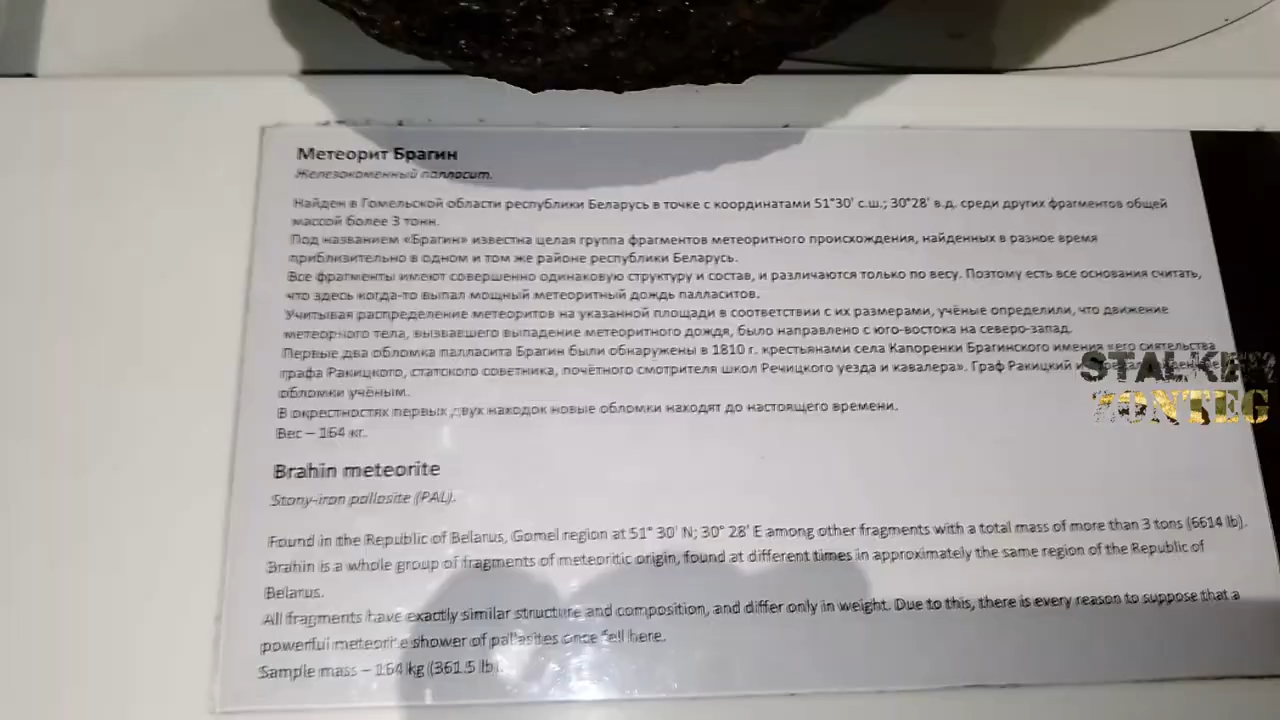 Метеорит Брагин
Железокаменный палласит.
Найден в Гомельской области республики Беларусь в точке с координатами 51°30' с.ш.; 30°28' в.д. среди других фрагментов общей
массой более 3 тонн.
Под названием «Брагин» известна целая группа фрагментов метеоритного происхождения, найденных в разное время
приблизительно в одном и том же районе республики Беларусь.
Все фрагменты имеют совершенно одинаковую структуру и состав, и различаются только по весу. Поэтому есть все основания считать,
что здесь когда-то выпал мощный метеоритный дождь палласитов.
Учитывая распределение метеоритов на указанной площади в соответствии с их размерами, учёные определили, что движение
метеорного тела, вызвавшего выпадение метеоритного дождя, было направлено с юго-востока на северо-запад.
Первые два обломка палласита Брагин были обнаружены в 1810 г. крестьянами села Капоренки Брагинского имения «его сиятельства
графа Ракицкого, статского советника, почётного смотрителя школ Речицкого уезда и кавалера». Граф Ракицкий
обломки учёным.
В окрестностях первых двух находок новые обломки находят до настоящего времени.
Вес – 164 кг.
STALKER
ZONTEG
Brahin meteorite
Stony-iron pallasite (PAL).
Found in the Republic of Belarus, Gomel region at 51° 30' N; 30° 28' E among other fragments with a total mass of more than 3 tons (6614 lb).
Brahin is a whole group of fragments of meteoritic origin, found at different times in approximately the same region of the Republic of
Belarus.
All fragments have exactly similar structure and composition, and differ only in weight. Due to this, there is every reason to suppose that a
powerful meteorite shower of pallasites once fell here.
Sample mass – 164 kg (361.5 lb).